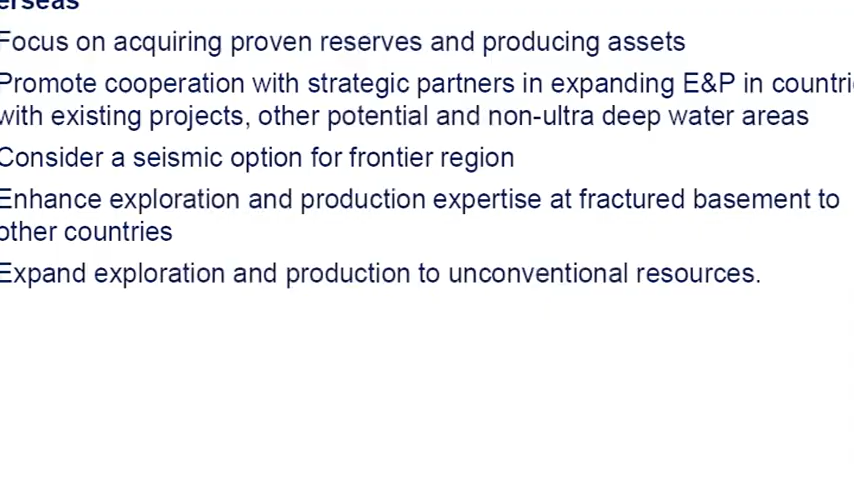 erseas
Focus on acquiring proven reserves and producing assets
Promote cooperation with strategic partners in expanding E&P in countri
with existing projects, other potential and non-ultra deep water areas
Consider a seismic option for frontier region
Enhance exploration and production expertise at fractured basement to
other countries
Expand exploration and production to unconventional resources.